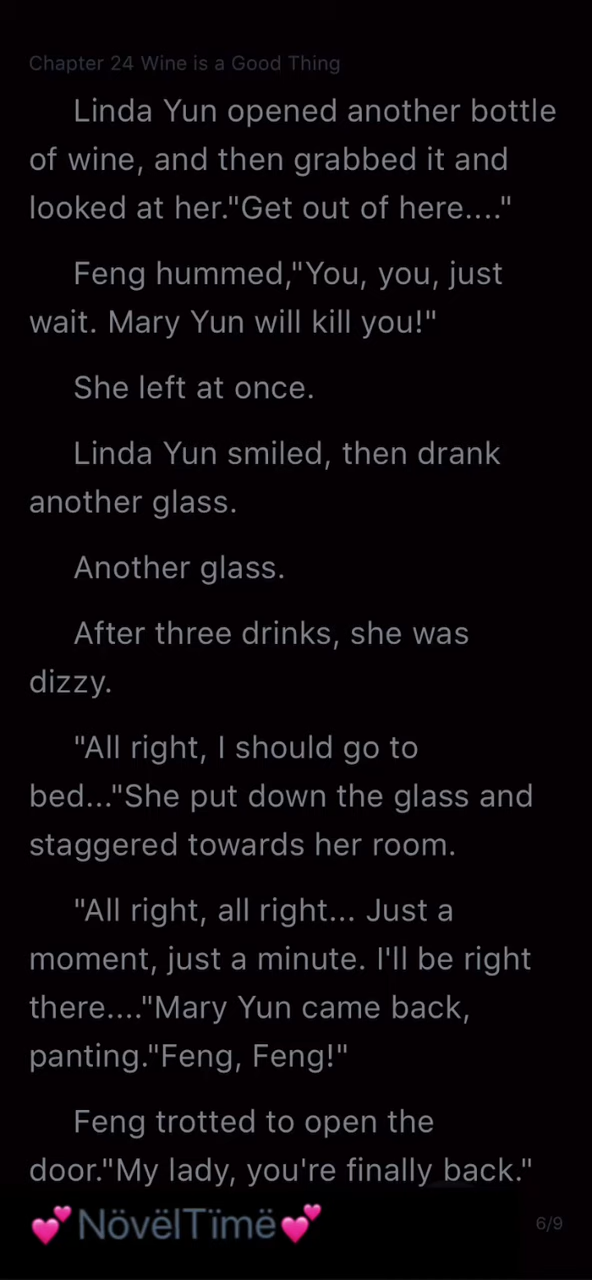 Chapter 24 Wine is a Good Thing
Linda Yun opened another bottle
of wine, and then grabbed it and
looked at her."Get out of here...."
Feng hummed,"You, you, just
wait. Mary Yun will kill you!"
She left at once.
Linda Yun smiled, then drank
another glass.
Another glass.
After three drinks, she was
dizzy.
"All right, I should go to
bed..."She put down the glass and
staggered towards her room.
"All right, all right... Just a
moment, just a minute. I'll be right
there...."Mary Yun came back,
panting."Feng, Feng!"
Feng trotted to open the
door."My lady, you're finally back."
💕NövëlTïmë💕
6/9